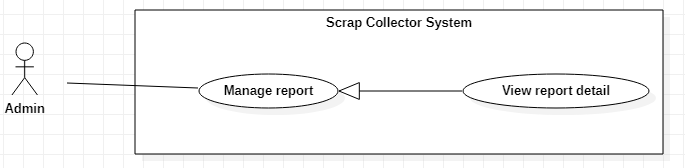 Scrap Collector System
Admin
Manage report
View report detail